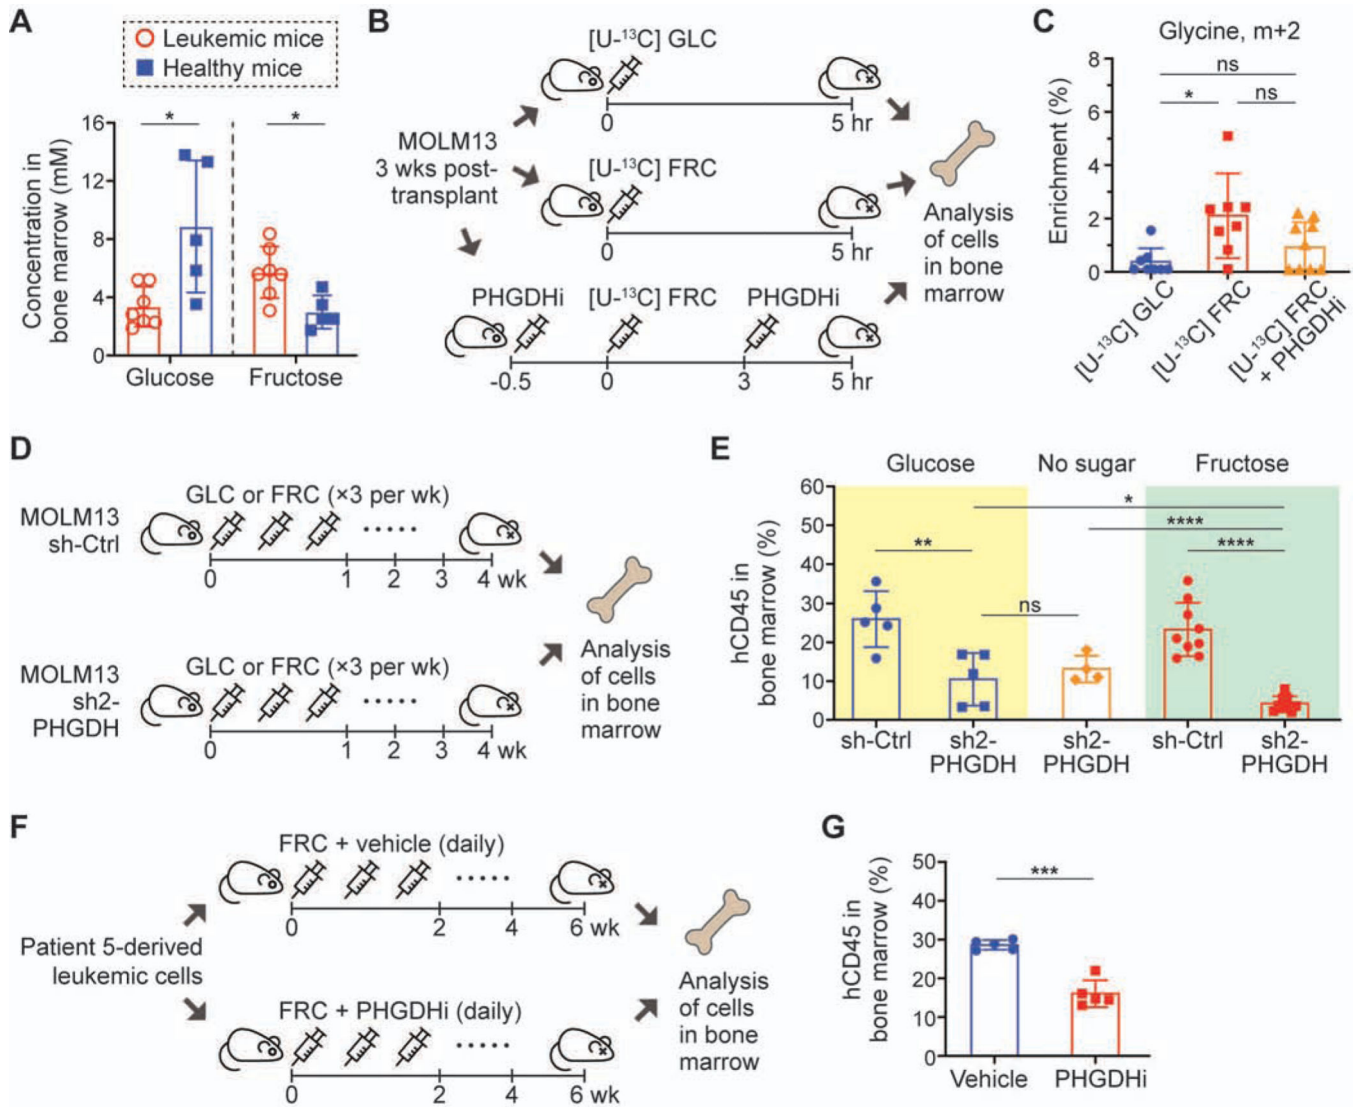 A
Leukemic mice
Healthy mice
*
*
16
12
8
4
0
Concentration in
bone marrow (mM)
Glucose
Fructose
B
[U-¹³C] GLC
0
5 hr
MOLM13
3 wks post-
transplant
[U-¹³C] FRC
0
5 hr
PHGDHi
[U-¹³C] FRC
PHGDHi
-0.5
0
3
5 hr
Analysis
of cells
in bone
marrow
C
Glycine, m+2
ns
*
ns
8
6
4
2
0
Enrichment (%)
[U-¹³C] GLC
[U-¹³C] FRC
[U-¹³C] FRC
+ PHGDHi
D
MOLM13
sh-Ctrl
GLC or FRC (×3 per wk)
0
1
2
3
4 wk
MOLM13
sh2-
PHGDH
GLC or FRC (×3 per wk)
0
1
2
3
4 wk
Analysis
of cells
in bone
marrow
E
Glucose
No sugar
Fructose
*
****
**
****
ns
60
50
40
30
20
10
0
hCD45 in
bone marrow (%)
sh-Ctrl
sh2-
PHGDH
sh2-
PHGDH
sh-Ctrl
sh2-
PHGDH
F
FRC + vehicle (daily)
0
2
4
6 wk
Patient 5-derived
leukemic cells
FRC + PHGDHi (daily)
0
2
4
6 wk
Analysis
of cells
in bone
marrow
G
***
50
40
30
20
10
0
hCD45 in
bone marrow (%)
Vehicle
PHGDHi